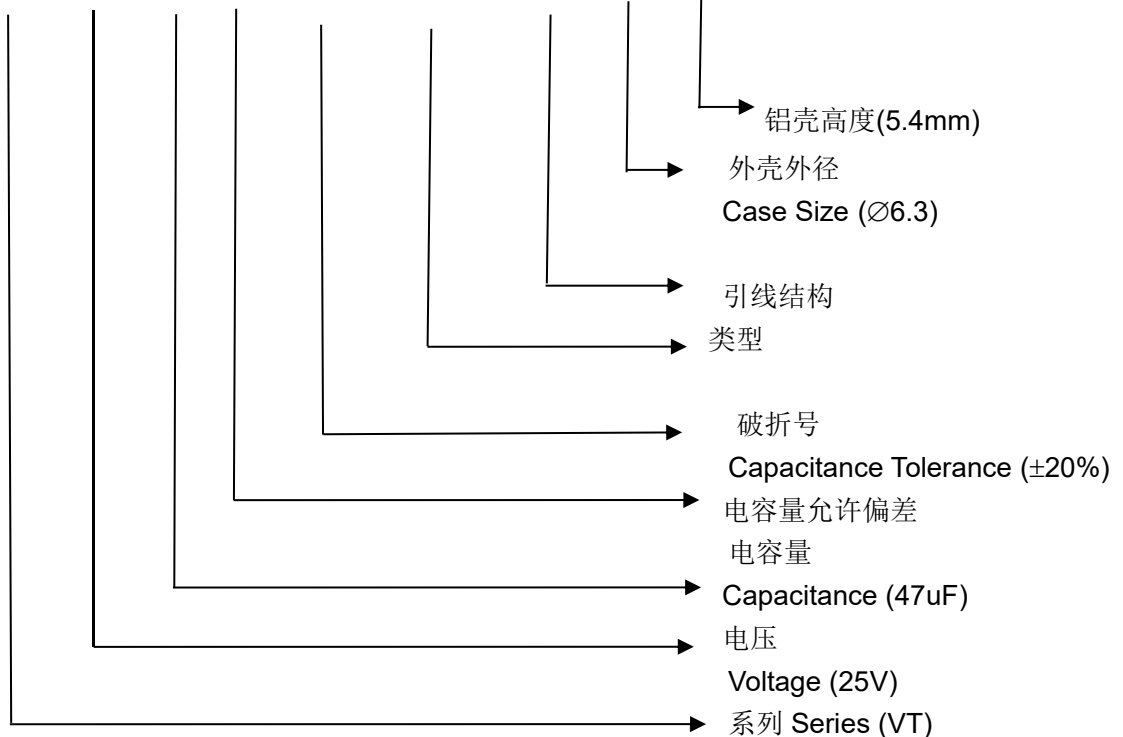 铝壳高度(5.4mm)
外壳外径
Case Size (∅6.3)
引线结构
类型
破折号
Capacitance Tolerance (±20%)
电容量允许偏差
电容量
Capacitance (47uF)
电压
Voltage (25V)
系列 Series (VT)